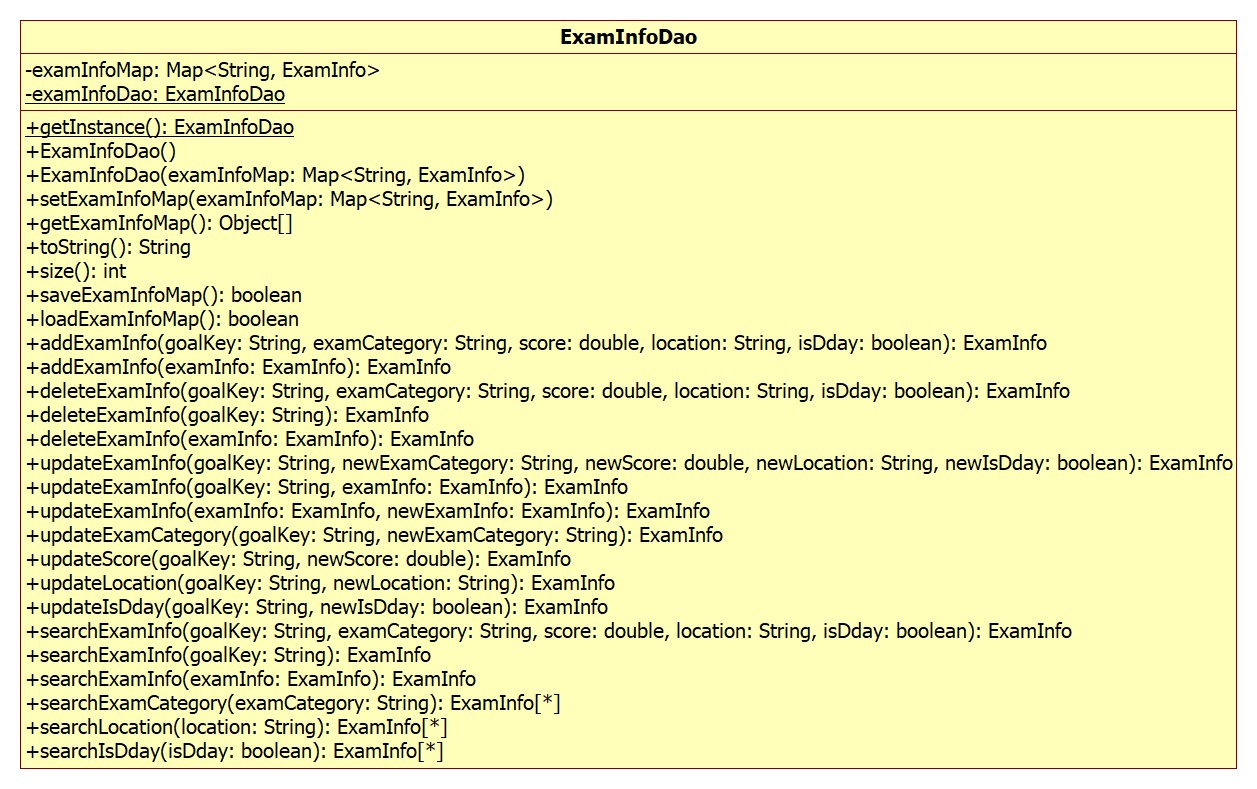 ExamInfoDao
-examInfoMap: Map<String, ExamInfo>
-examInfoDao: ExamInfoDao
+getInstance(): ExamInfoDao
+ExamInfoDao()
+ExamInfoDao(examInfoMap: Map<String, ExamInfo>)
+setExamInfoMap(examInfoMap: Map<String, ExamInfo>)
+getExamInfoMap(): Object[]
+toString(): String
+size(): int
+saveExamInfoMap(): boolean
+loadExamInfoMap(): boolean
+addExamInfo(goalKey: String, examCategory: String, score: double, location: String, isDday: boolean): ExamInfo
+addExamInfo(examInfo: ExamInfo): ExamInfo
+deleteExamInfo(goalKey: String, examCategory: String, score: double, location: String, isDday: boolean): ExamInfo
+deleteExamInfo(goalKey: String): ExamInfo
+deleteExamInfo(examInfo: ExamInfo): ExamInfo
+updateExamInfo(goalKey: String, newExamCategory: String, newScore: double, newLocation: String, newIsDday: boolean): ExamInfo
+updateExamInfo(goalKey: String, examInfo: ExamInfo): ExamInfo
+updateExamInfo(examInfo: ExamInfo, newExamInfo: ExamInfo): ExamInfo
+updateExamCategory(goalKey: String, newExamCategory: String): ExamInfo
+updateScore(goalKey: String, newScore: double): ExamInfo
+updateLocation(goalKey: String, newLocation: String): ExamInfo
+updateIsDday(goalKey: String, newIsDday: boolean): ExamInfo
+searchExamInfo(goalKey: String, examCategory: String, score: double, location: String, isDday: boolean): ExamInfo
+searchExamInfo(goalKey: String): ExamInfo
+searchExamInfo(examInfo: ExamInfo): ExamInfo
+searchExamCategory(examCategory: String): ExamInfo[*]
+searchLocation(location: String): ExamInfo[*]
+searchIsDday(isDday: boolean): ExamInfo[*]